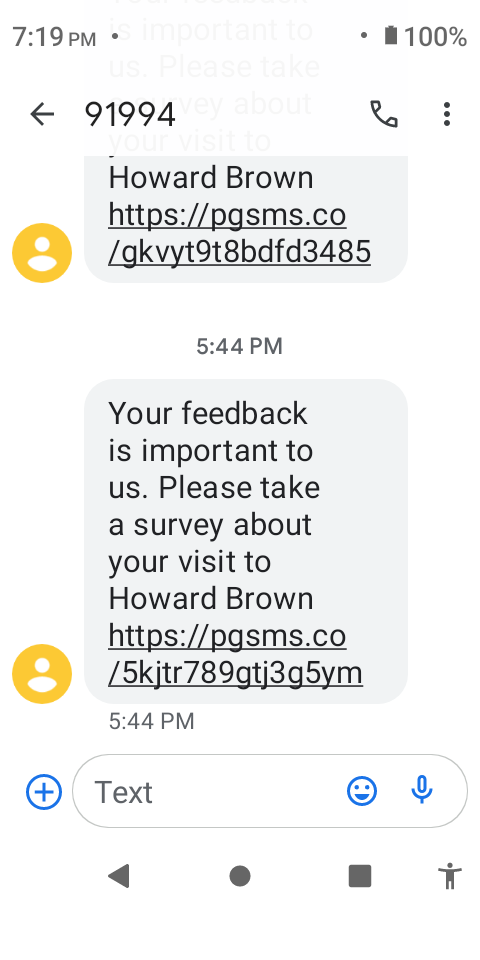 Your feedback
is important to
7:19 PM • • 100%
us. Please take
a survey about
91994
your visit to
Howard Brown
https://pgsms.co
/gkvyt9t8bdfd3485
5:44 PM
Your feedback
is important to
us. Please take
a survey about
your visit to
Howard Brown
https://pgsms.co
/5kjtr789gtj3g5ym
5:44 PM
Text